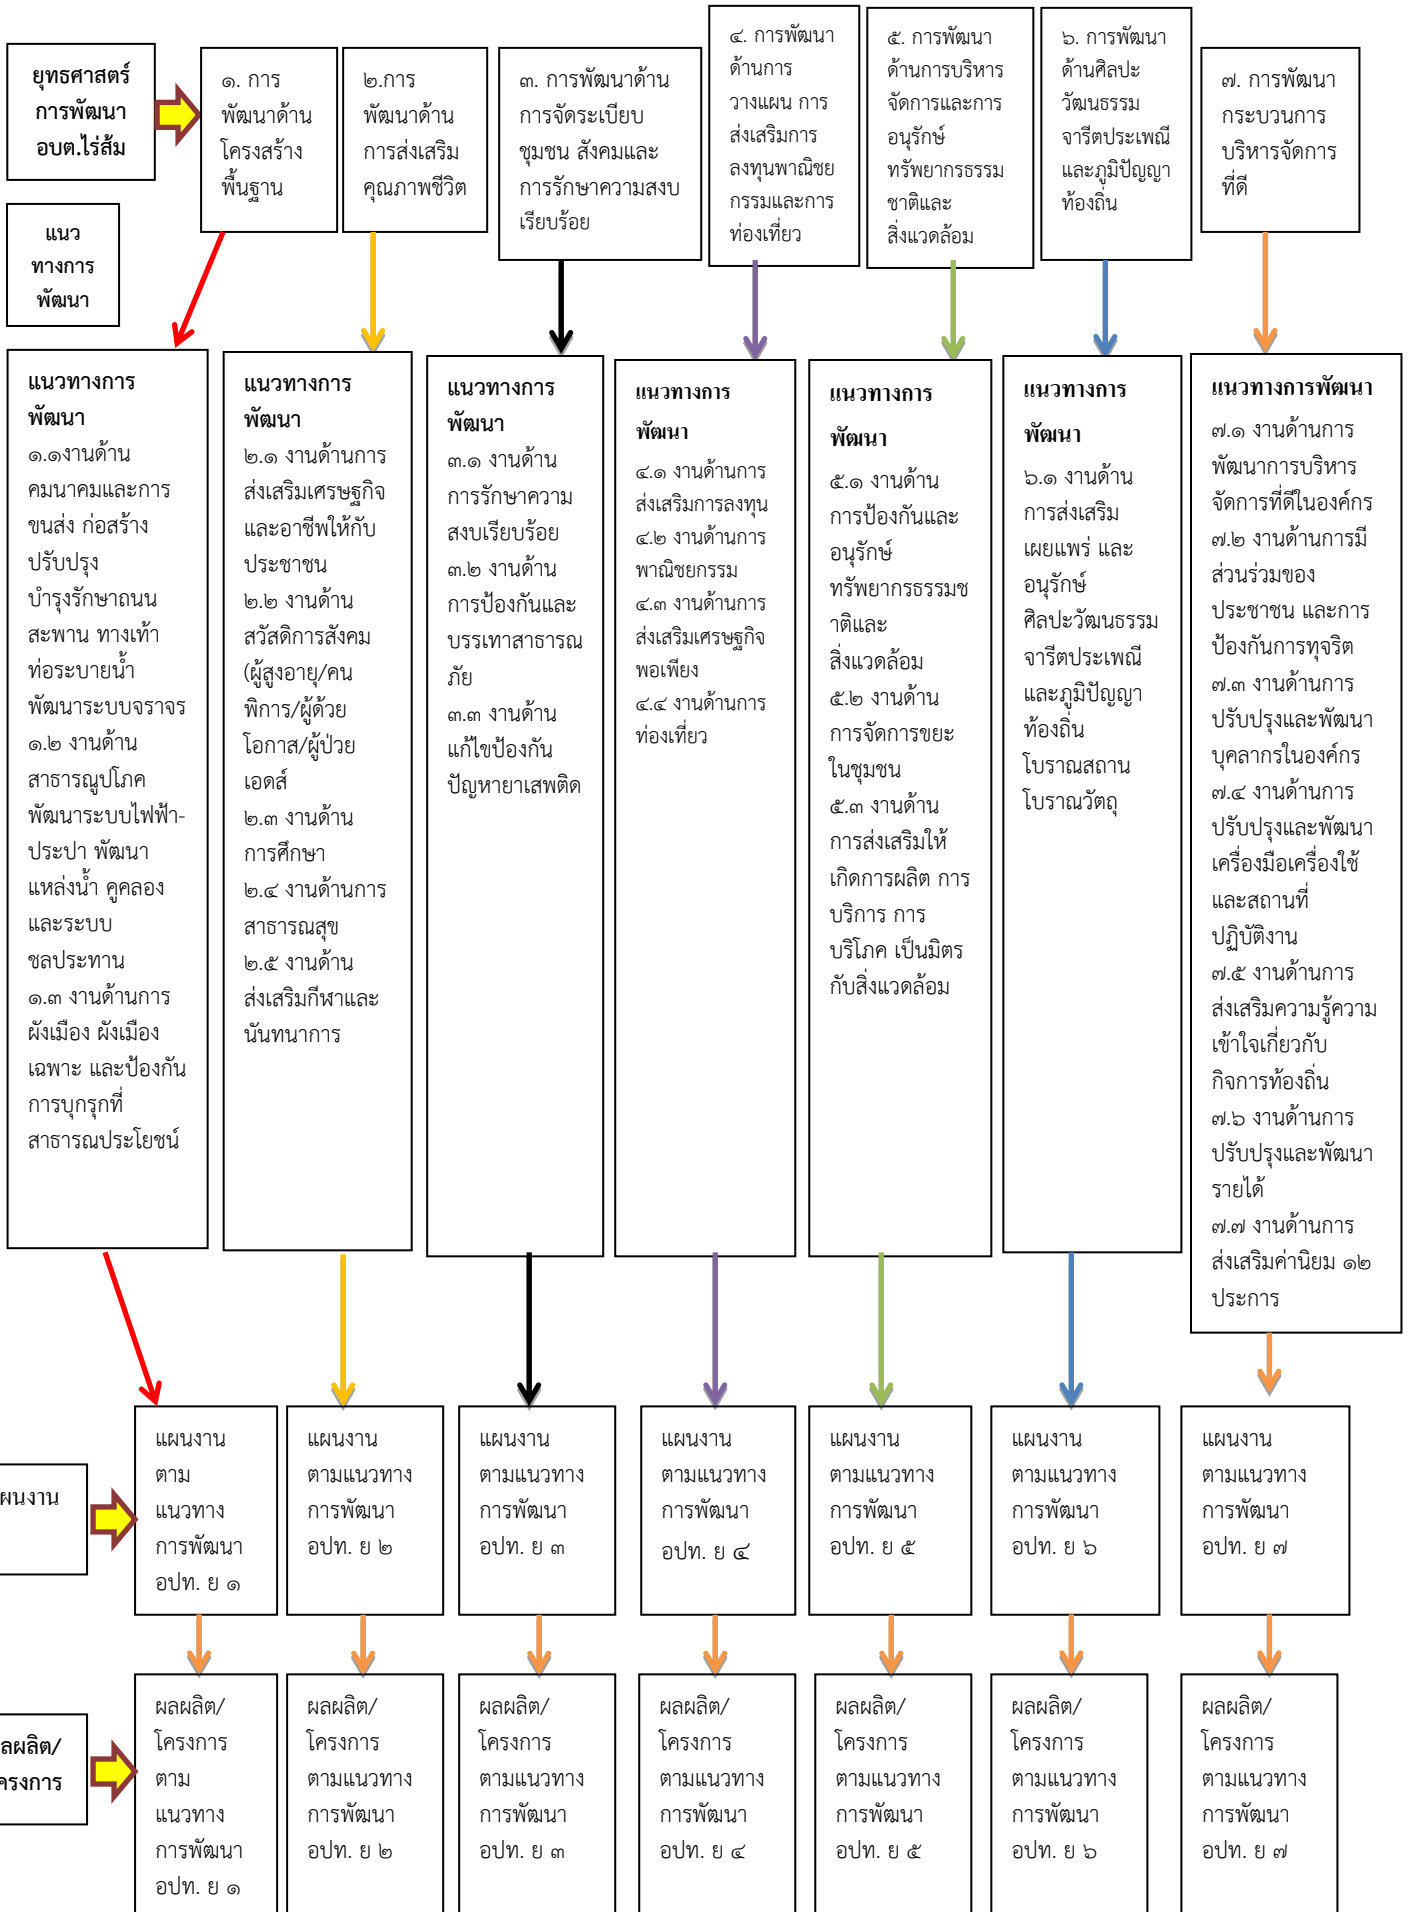 ยุทธศาสตร์
การพัฒนา
อบต.ไร่ส้ม
๑. การ
พัฒนาด้าน
โครงสร้าง
พื้นฐาน
๒.การ
พัฒนาด้าน
การส่งเสริม
คุณภาพชีวิต
๓. การพัฒนาด้าน
การจัดระเบียบ
ชุมชน สังคมและ
การรักษาความสงบ
เรียบร้อย
๔. การพัฒนา
ด้านการ
วางแผน การ
ส่งเสริมการ
ลงทุนพาณิชย
กรรมและการ
ท่องเที่ยว
๕. การพัฒนา
ด้านการบริหาร
จัดการและการ
อนุรักษ์
ทรัพยากรธรรม
ชาติและ
สิ่งแวดล้อม
๖. การพัฒนา
ด้านศิลปะ
วัฒนธรรม
จารีตประเพณี
และภูมิปัญญา
ท้องถิ่น
๗. การพัฒนา
กระบวนการ
บริหารจัดการ
ที่ดี
แนว
ทางการ
พัฒนา
แนวทางการ
พัฒนา
๑.๑งานด้าน
คมนาคมและการ
ขนส่ง ก่อสร้าง
ปรับปรุง
บำรุงรักษาถนน
สะพาน ทางเท้า
ท่อระบายน้ำ
พัฒนาระบบจราจร
๑.๒ งานด้าน
สาธารณูปโภค
พัฒนาระบบไฟฟ้า-
ประปา พัฒนา
แหล่งน้ำ คูคลอง
และระบบ
ชลประทาน
๑.๓ งานด้านการ
ผังเมือง ผังเมือง
เฉพาะ และป้องกัน
การบุกรุกที่
สาธารณประโยชน์
แนวทางการ
พัฒนา
๒.๑ งานด้านการ
ส่งเสริมเศรษฐกิจ
และอาชีพให้กับ
ประชาชน
๒.๒ งานด้าน
สวัสดิการสังคม
(ผู้สูงอายุ/คน
พิการ/ผู้ด้วย
โอกาส/ผู้ป่วย
เอดส์
๒.๓ งานด้าน
การศึกษา
๒.๔ งานด้านการ
สาธารณสุข
๒.๕ งานด้าน
ส่งเสริมกีฬาและ
นันทนาการ
แนวทางการ
พัฒนา
๓.๑ งานด้าน
การรักษาความ
สงบเรียบร้อย
๓.๒ งานด้าน
การป้องกันและ
บรรเทาสาธารณ
ภัย
๓.๓ งานด้าน
แก้ไขป้องกัน
ปัญหายาเสพติด
แนวทางการ
พัฒนา
๔.๑ งานด้านการ
ส่งเสริมการลงทุน
๔.๒ งานด้านการ
พาณิชยกรรม
๔.๓ งานด้านการ
ส่งเสริมเศรษฐกิจ
พอเพียง
๔.๔ งานด้านการ
ท่องเที่ยว
แนวทางการ
พัฒนา
๕.๑ งานด้าน
การป้องกันและ
อนุรักษ์
ทรัพยากรธรรมช
าติและ
สิ่งแวดล้อม
๕.๒ งานด้าน
การจัดการขยะ
ในชุมชน
๕.๓ งานด้าน
การส่งเสริมให้
เกิดการผลิต การ
บริการ การ
บริโภค เป็นมิตร
กับสิ่งแวดล้อม
แนวทางการ
พัฒนา
๖.๑ งานด้าน
การส่งเสริม
เผยแพร่ และ
อนุรักษ์
ศิลปะวัฒนธรรม
จารีตประเพณี
และภูมิปัญญา
ท้องถิ่น
โบราณสถาน
โบราณวัตถุ
แนวทางการพัฒนา
๗.๑ งานด้านการ
พัฒนาการบริหาร
จัดการที่ดีในองค์กร
๗.๒ งานด้านการมี
ส่วนร่วมของ
ประชาชน และการ
ป้องกันการทุจริต
๗.๓ งานด้านการ
ปรับปรุงและพัฒนา
บุคลากรในองค์กร
๗.๔ งานด้านการ
ปรับปรุงและพัฒนา
เครื่องมือเครื่องใช้
และสถานที่
ปฏิบัติงาน
๗.๕ งานด้านการ
ส่งเสริมความรู้ความ
เข้าใจเกี่ยวกับ
กิจการท้องถิ่น
๗.๖ งานด้านการ
ปรับปรุงและพัฒนา
รายได้
๗.๗ งานด้านการ
ส่งเสริมค่านิยม ๑๒
ประการ
ผนงาน
แผนงาน
ตาม
แนวทาง
การพัฒนา
อปท. ย ๑
แผนงาน
ตามแนวทาง
การพัฒนา
อปท. ย ๒
แผนงาน
ตามแนวทาง
การพัฒนา
อปท. ย ๓
แผนงาน
ตามแนวทาง
การพัฒนา
อปท. ย ๔
แผนงาน
ตามแนวทาง
การพัฒนา
อปท. ย ๕
แผนงาน
ตามแนวทาง
การพัฒนา
อปท. ย ๖
แผนงาน
ตามแนวทาง
การพัฒนา
อปท. ย ๗
ลผลิต/
ครงการ
ผลผลิต/
โครงการ
ตาม
แนวทาง
การพัฒนา
อปท. ย ๑
ผลผลิต/
โครงการ
ตามแนวทาง
การพัฒนา
อปท. ย ๒
ผลผลิต/
โครงการ
ตามแนวทาง
การพัฒนา
อปท. ย ๓
ผลผลิต/
โครงการ
ตามแนวทาง
การพัฒนา
อปท. ย ๔
ผลผลิต/
โครงการ
ตามแนวทาง
การพัฒนา
อปท. ย ๕
ผลผลิต/
โครงการ
ตามแนวทาง
การพัฒนา
อปท. ย ๖
ผลผลิต/
โครงการ
ตามแนวทาง
การพัฒนา
อปท. ย ๗